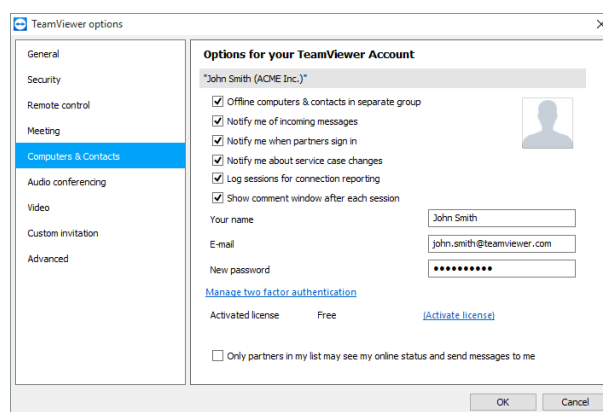 TeamViewer options
General
Security
Remote control
Meeting
Computers & Contacts
Audio conferencing
Video
Custom invitation
Advanced
Options for your TeamViewer Account
"John Smith (ACME Inc.)"
Offline computers & contacts in separate group
Notify me of incoming messages
Notify me when partners sign in
Notify me about service case changes
Log sessions for connection reporting
Show comment window after each session
Your name John Smith
E-mail john.smith@teamviewer.com
New password ••••••••••
Manage two factor authentication
Activated license Free (Activate license)
Only partners in my list may see my online status and send messages to me
OK Cancel